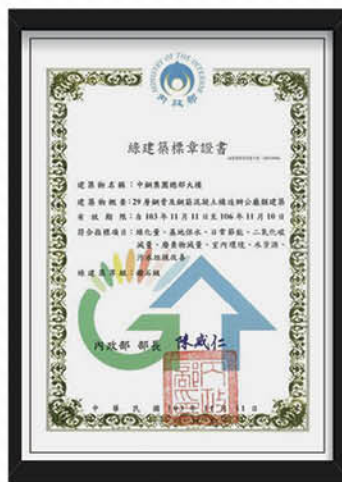 MINISTRY OF THE INTERIOR
內政部
綠建築標章證書
建築物名稱：中鋼集團總部大樓
建築物概要：29層鋼骨及鋼筋混凝土構造辦公廳類建築
有效期限：自103年11月11日至106年11月10日
符合指標項目：綠化量、基地保水、日常節能、二氧化碳
減量、廢棄物減量、室內環境、水資源、
污水垃圾改善
綠建築等級：鑽石級
內政部 部長 陳威仁
中華民國